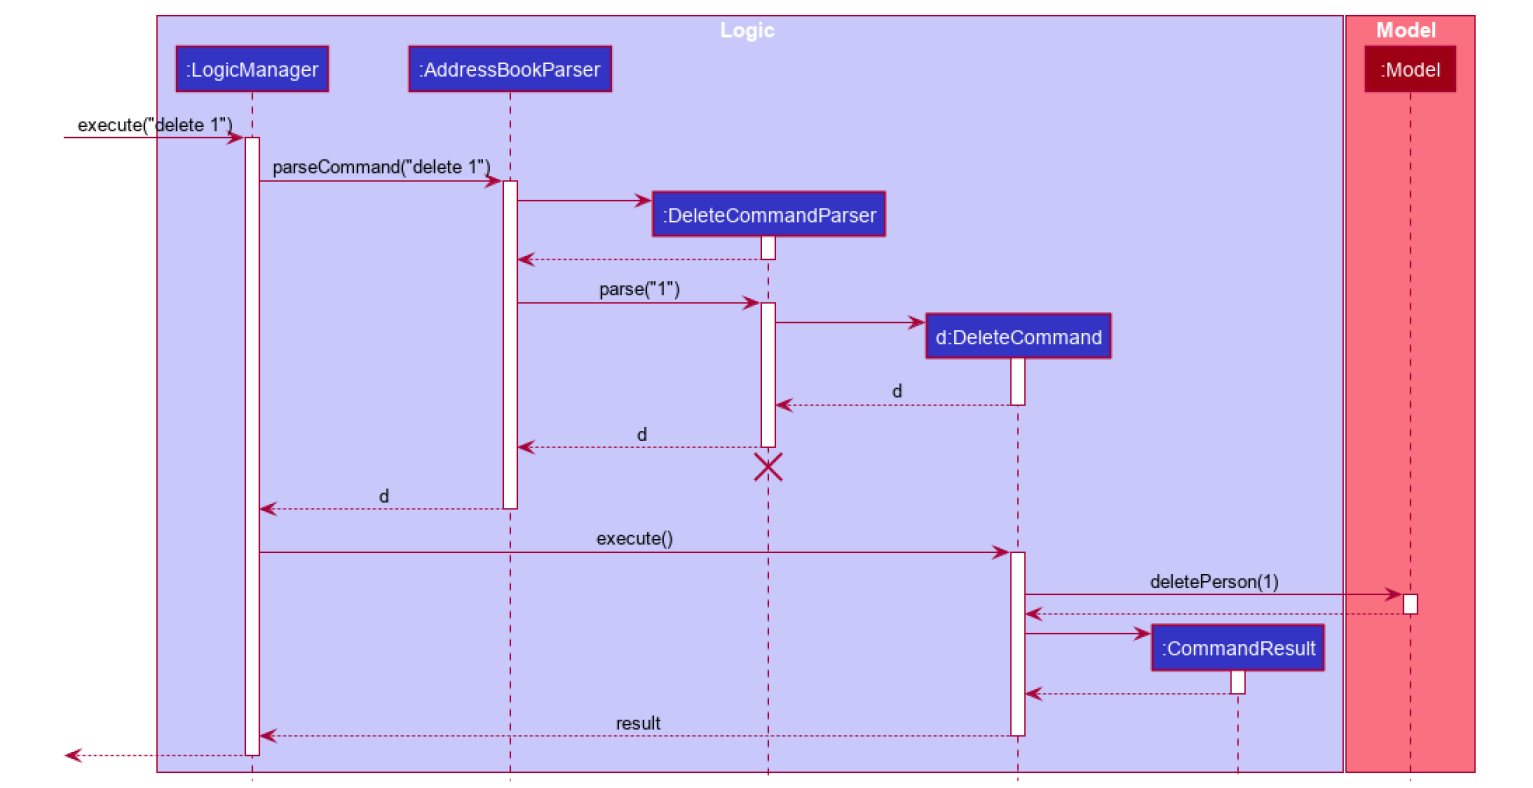 Logic
Model
:LogicManager
:AddressBookParser
:Model
execute("delete 1")
parseCommand("delete 1")
:DeleteCommandParser
parse("1")
d:DeleteCommand
d
d
d
execute()
deletePerson(1)
:CommandResult
result